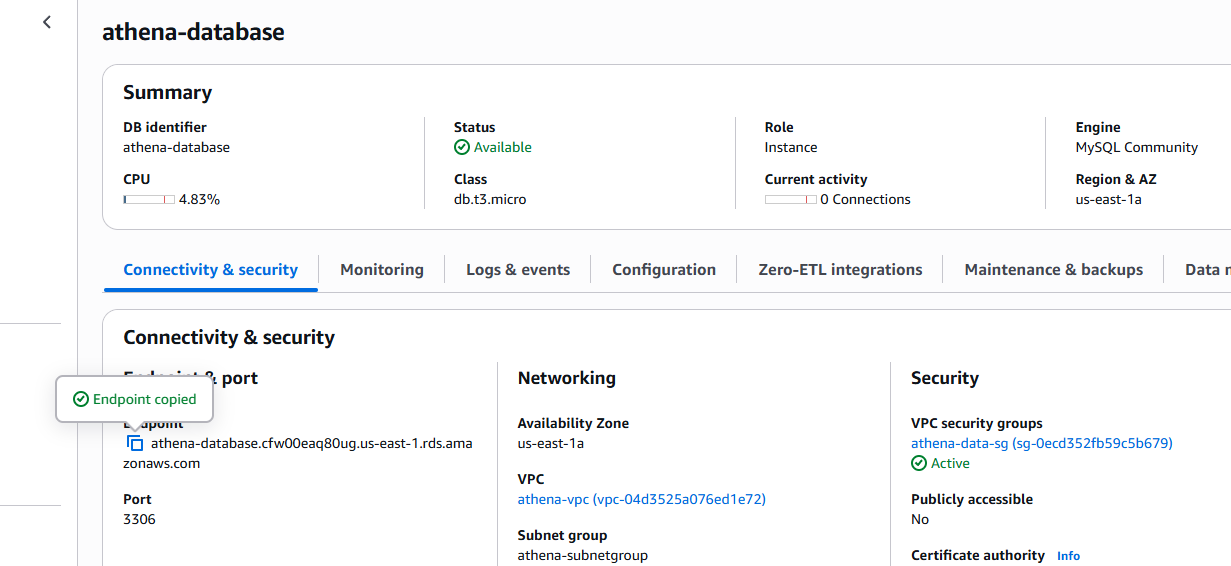 athena-database
Summary
DB identifier
athena-database
Status
Available
Role
Instance
Engine
MySQL Community
CPU
4.83%
Class
db.t3.micro
Current activity
0 Connections
Region & AZ
us-east-1a
Connectivity & security
Monitoring
Logs & events
Configuration
Zero-ETL integrations
Maintenance & backups
Data
Connectivity & security
& port
Endpoint copied
Endpoint
athena-database.cfw00eaq80ug.us-east-1.rds.ama
zonaws.com
Port
3306
Networking
Availability Zone
us-east-1a
VPC
athena-vpc (vpc-04d3525a076ed1e72)
Subnet group
athena-subnetgroup
Security
VPC security groups
athena-data-sg (sg-0ecd352fb59c5b679)
Active
Publicly accessible
No
Certificate authority Info